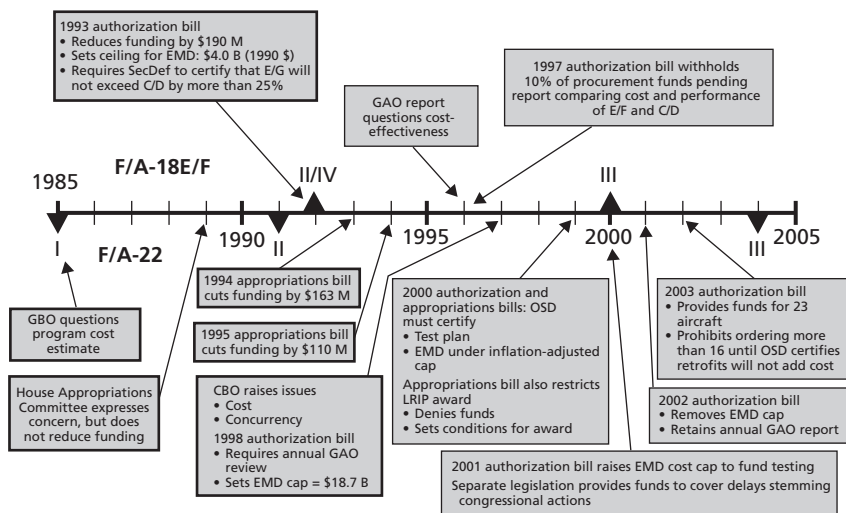 1993 authorization bill
• Reduces funding by $190 M
• Sets ceiling for EMD: $4.0 B (1990 $)
• Requires SecDef to certify that E/G will
not exceed C/D by more than 25%
GAO report
questions cost-
effectiveness
1997 authorization bill withholds
10% of procurement funds pending
report comparing cost and performance
of E/F and C/D
F/A-18E/F
II/IV
III
1985
1990
1995
2000
2005
I
II
III
F/A-22
GBO questions
program cost
estimate
House Appropriations
Committee expresses
concern, but does
not reduce funding
1994 appropriations bill
cuts funding by $163 M
1995 appropriations bill
cuts funding by $110 M
CBO raises issues
• Cost
• Concurrency
1998 authorization bill
• Requires annual GAO
review
• Sets EMD cap = $18.7 B
2000 authorization and
appropriations bills: OSD
must certify
• Test plan
• EMD under inflation-adjusted
cap
Appropriations bill also restricts
LRIP award
• Denies funds
• Sets conditions for award
2003 authorization bill
• Provides funds for 23
aircraft
• Prohibits ordering more
than 16 until OSD certifies
retrofits will not add cost
2002 authorization bill
• Removes EMD cap
• Retains annual GAO report
2001 authorization bill raises EMD cost cap to fund testing
Separate legislation provides funds to cover delays stemming
congressional actions